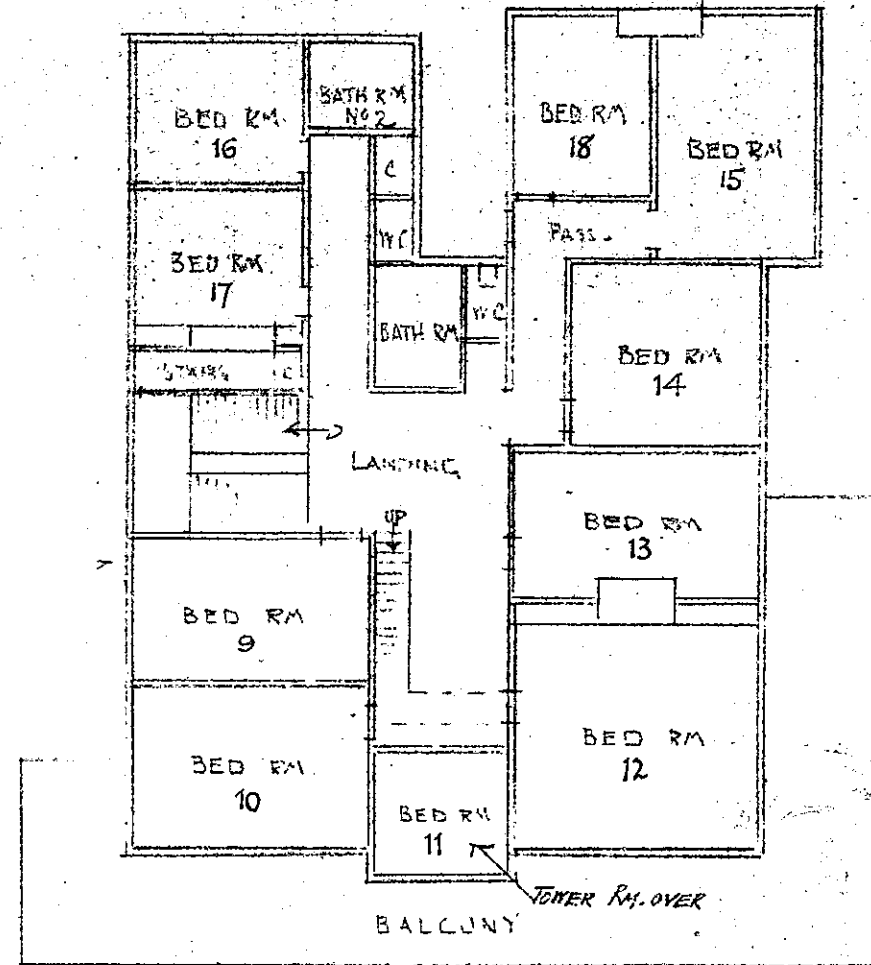 BED RM
16
BATH RM
No 2
BED RM
18
BED RM
15
C
WC
PASS.
BED RM
17
BATH RM
WC
BED RM
14
STAIRS
C
LANDING
UP
BED RM
13
BED RM
9
BED RM
10
BED RM
12
BED RM
11
TOWER RM. OVER
BALCONY
Y